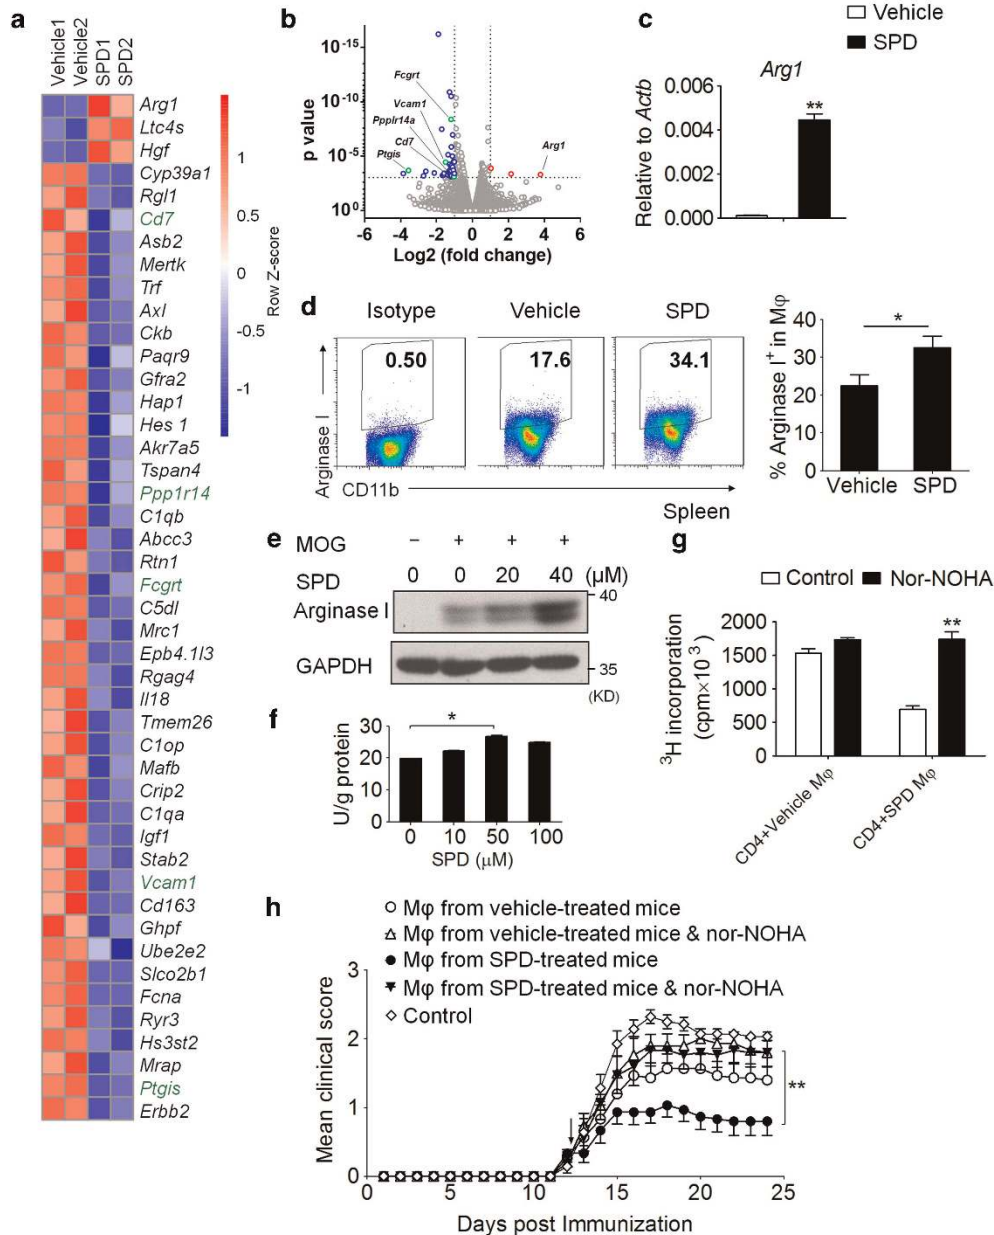 a
Vehicle1
Vehicle2
SPD1
SPD2
Arg1
Ltc4s
Hgf
Cyp39a1
Rgl1
Cd7
Asb2
Mertk
Trf
Axl
Ckb
Paqr9
Gfra2
Hap1
Hes 1
Akr7a5
Tspan4
Ppp1r14
C1qb
Abcc3
Rtn1
Fcgrt
C5dl
Mrc1
Epb4.1l3
Rgag4
Il18
Tmem26
C1op
Mafb
Crip2
C1qa
Igf1
Stab2
Vcam1
Cd163
Ghpf
Ube2e2
Slco2b1
Fcna
Ryr3
Hs3st2
Mrap
Ptgis
Erbb2
1
0.5
0
-0.5
-1
Row Z-score
b
p value
10-15
10-10
10-5
100
Fcgrt
Vcam1
Ppplr14a
Cd7
Ptgis
Arg1
-6 -4 -2 0 2 4 6
Log2 (fold change)
c
Vehicle
SPD
Arg1
Relative to Actb
0.006
0.004
0.002
0.000
**
d
Isotype Vehicle SPD
0.50 17.6 34.1
Arginase I
CD11b
Spleen
% Arginase I+ in Mφ
40
30
20
10
0
*
Vehicle SPD
e
MOG − + + +
SPD 0 0 20 40 (μM)
Arginase I
40
GAPDH
35
(KD)
f
U/g protein
30
20
10
0
*
0 10 50 100
SPD (μM)
g
Control Nor-NOHA
3H incorporation
(cpm×103)
2000
1500
1000
500
0
**
CD4+Vehicle Mφ
CD4+SPD Mφ
h
Mφ from vehicle-treated mice
Mφ from vehicle-treated mice & nor-NOHA
Mφ from SPD-treated mice
Mφ from SPD-treated mice & nor-NOHA
Control
Mean clinical score
3
2
1
0
**
0 5 10 15 20 25
Days post Immunization